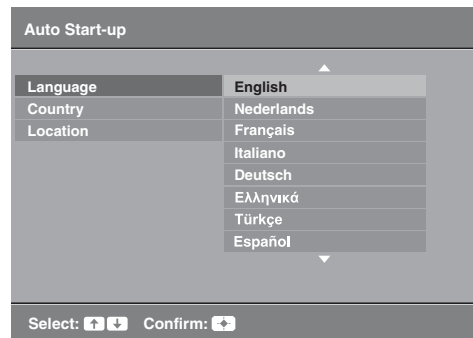 Auto Start-up
Language
Country
Location
English
Nederlands
Français
Italiano
Deutsch
Ελληνικά
Türkçe
Español
Select: Confirm: